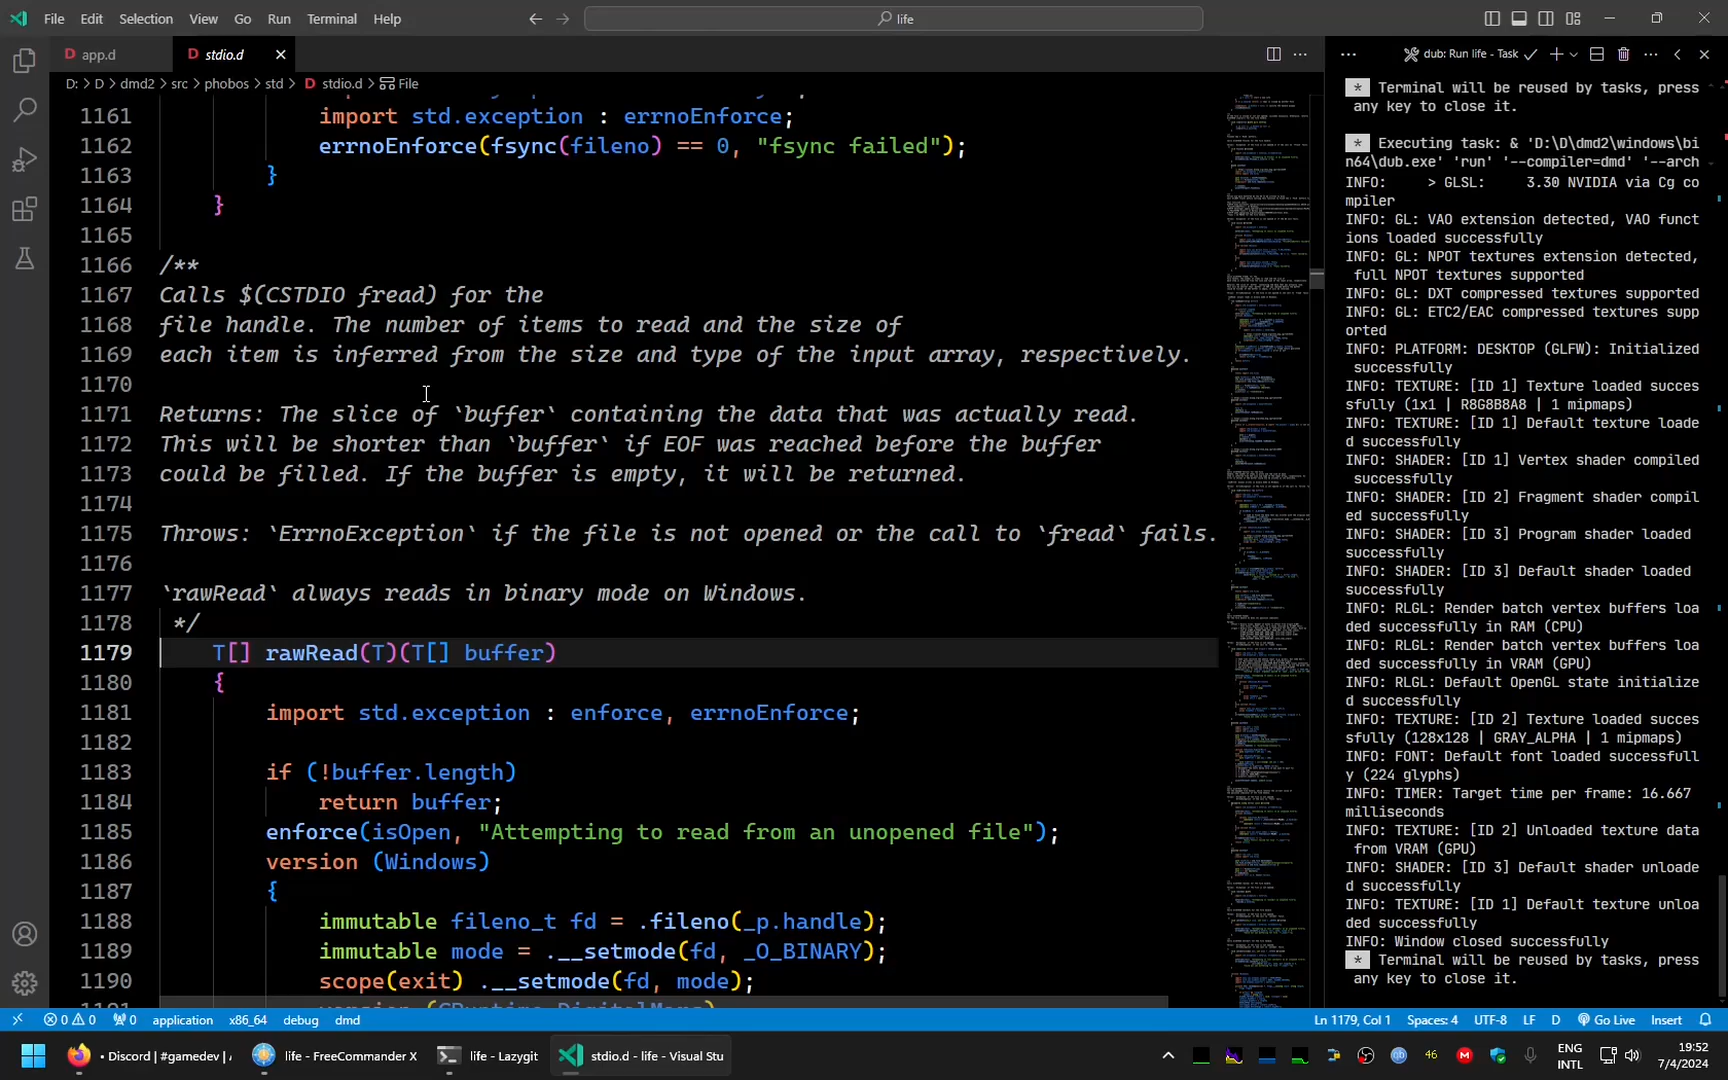 File Edit Selection View Go Run Terminal Help
life
app.d
stdio.d
dub: Run life - Task
D: > D > dmd2 > src > phobos > std > stdio.d > File
1161 import std.exception : errnoEnforce;
1162 errnoEnforce(fsync(fileno) == 0, "fsync failed");
1163 }
1164 }
1165
1166 /**
1167 Calls $(CSTDIO fread) for the
1168 file handle. The number of items to read and the size of
1169 each item is inferred from the size and type of the input array, respectively.
1170
1171 Returns: The slice of `buffer` containing the data that was actually read.
1172 This will be shorter than `buffer` if EOF was reached before the buffer
1173 could be filled. If the buffer is empty, it will be returned.
1174
1175 Throws: `ErrnoException` if the file is not opened or the call to `fread` fails.
1176
1177 `rawRead` always reads in binary mode on Windows.
1178 */
1179 T[] rawRead(T)(T[] buffer)
1180 {
1181 import std.exception : enforce, errnoEnforce;
1182
1183 if (!buffer.length)
1184 return buffer;
1185 enforce(isOpen, "Attempting to read from an unopened file");
1186 version (Windows)
1187 {
1188 immutable fileno_t fd = .fileno(_p.handle);
1189 immutable mode = .__setmode(fd, _O_BINARY);
1190 scope(exit) .__setmode(fd, mode);
* Terminal will be reused by tasks, press
any key to close it.
* Executing task: & 'D:\D\dmd2\windows\bi
n64\dub.exe' 'run' '--compiler=dmd' '--arch
INFO: > GLSL: 3.30 NVIDIA via Cg co
mpiler
INFO: GL: VAO extension detected, VAO funct
ions loaded successfully
INFO: GL: NPOT textures extension detected,
full NPOT textures supported
INFO: GL: DXT compressed textures supported
INFO: GL: ETC2/EAC compressed textures supp
orted
INFO: PLATFORM: DESKTOP (GLFW): Initialized
successfully
INFO: TEXTURE: [ID 1] Texture loaded succes
sfully (1x1 | R8G8B8A8 | 1 mipmaps)
INFO: TEXTURE: [ID 1] Default texture loade
d successfully
INFO: SHADER: [ID 1] Vertex shader compiled
successfully
INFO: SHADER: [ID 2] Fragment shader compil
ed successfully
INFO: SHADER: [ID 3] Program shader loaded
successfully
INFO: SHADER: [ID 3] Default shader loaded
successfully
INFO: RLGL: Render batch vertex buffers loa
ded successfully in RAM (CPU)
INFO: RLGL: Render batch vertex buffers loa
ded successfully in VRAM (GPU)
INFO: RLGL: Default OpenGL state initialize
d successfully
INFO: TEXTURE: [ID 2] Texture loaded succes
sfully (128x128 | GRAY_ALPHA | 1 mipmaps)
INFO: FONT: Default font loaded successfull
y (224 glyphs)
INFO: TIMER: Target time per frame: 16.667
milliseconds
INFO: TEXTURE: [ID 2] Unloaded texture data
from VRAM (GPU)
INFO: SHADER: [ID 3] Default shader unloade
d successfully
INFO: TEXTURE: [ID 1] Default texture unloa
ded successfully
INFO: Window closed successfully
* Terminal will be reused by tasks, press
any key to close it.
0 0 0 application x86_64 debug dmd Ln 1179, Col 1 Spaces: 4 UTF-8 LF D Go Live Insert
• Discord | #gamedev | life - FreeCommander X life - Lazygit stdio.d - life - Visual Stu 46 ENG 19:52
INTL 7/4/2024